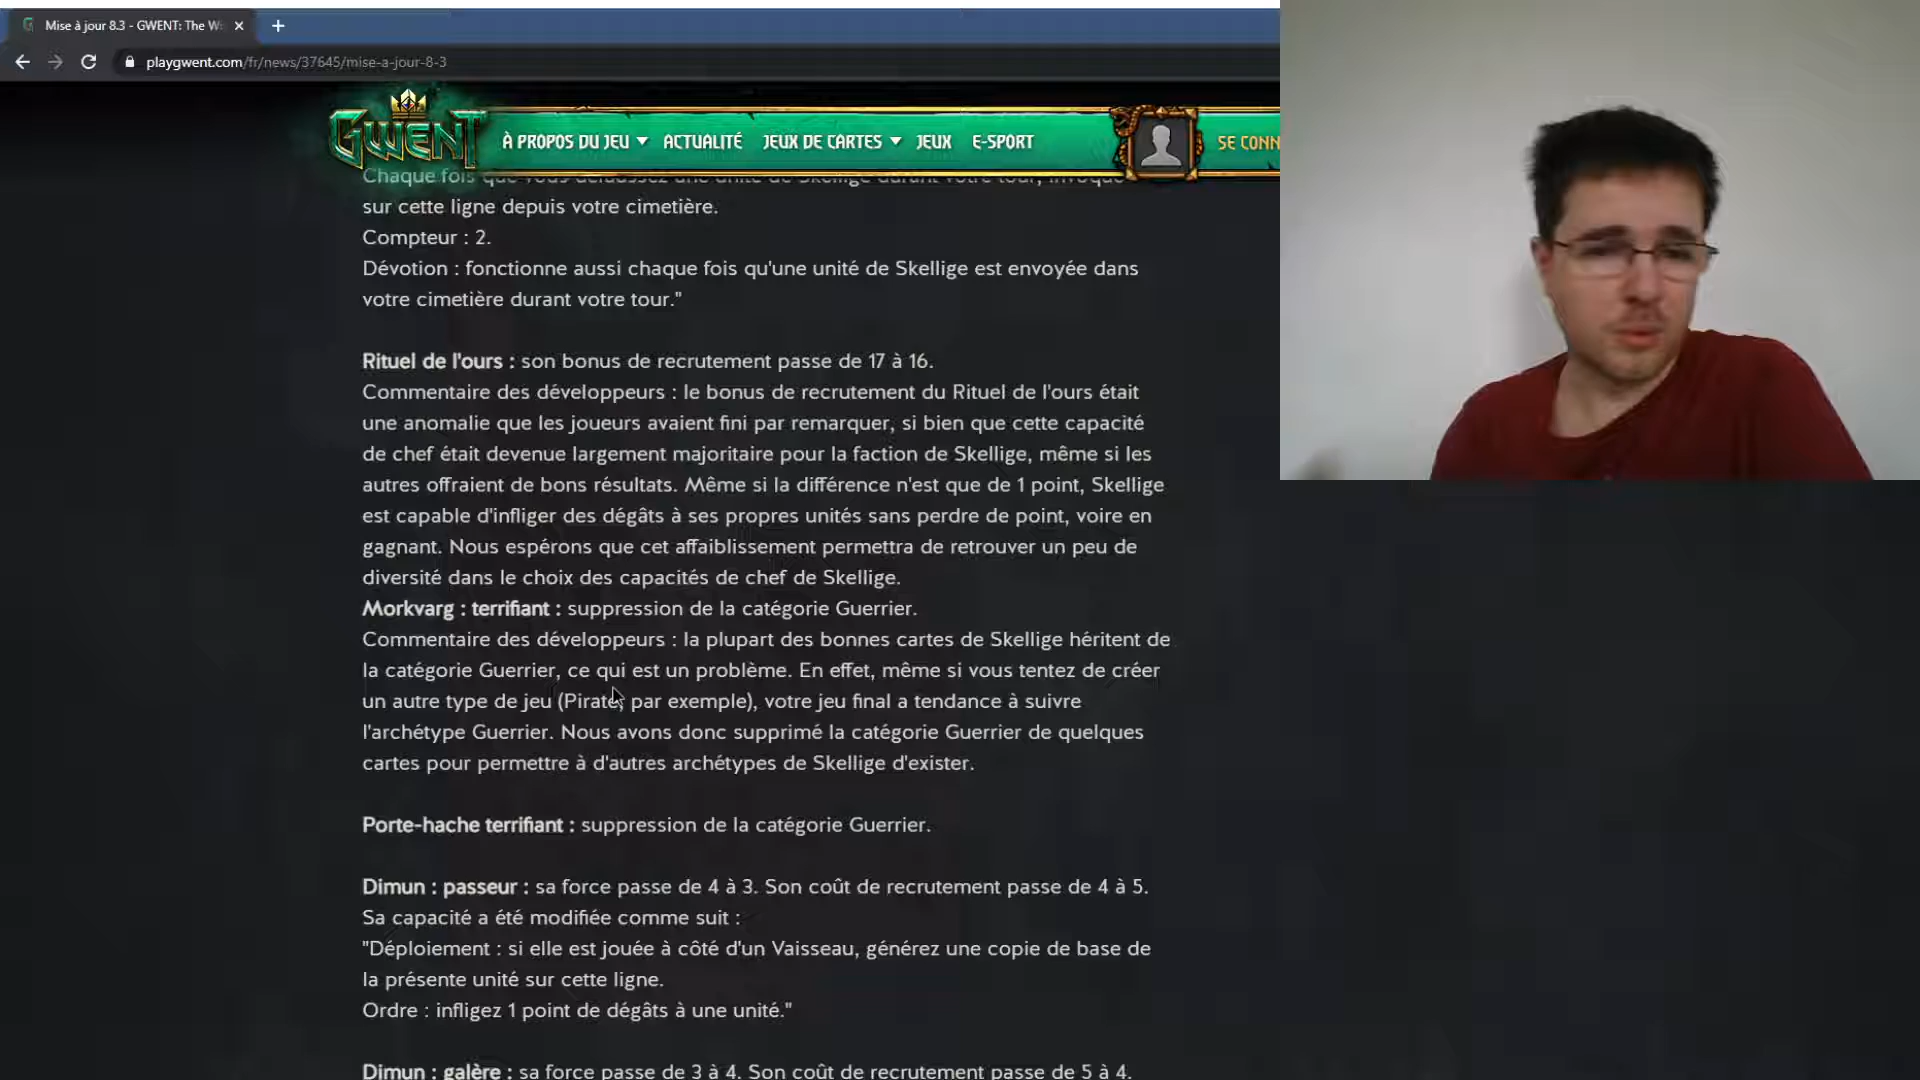 Mise à jour 8.3 - GWENT: The Wi
playgwent.com/fr/news/37645/mise-a-jour-8-3
GWENT
À PROPOS DU JEU
ACTUALITÉ
JEUX DE CARTES
JEUX
E-SPORT
SE CONN
Chaque fois que vous défaussez une unité de Skellige durant votre tour, invoque
sur cette ligne depuis votre cimetière.
Compteur : 2.
Dévotion : fonctionne aussi chaque fois qu'une unité de Skellige est envoyée dans
votre cimetière durant votre tour."
Rituel de l'ours : son bonus de recrutement passe de 17 à 16.
Commentaire des développeurs : le bonus de recrutement du Rituel de l'ours était
une anomalie que les joueurs avaient fini par remarquer, si bien que cette capacité
de chef était devenue largement majoritaire pour la faction de Skellige, même si les
autres offraient de bons résultats. Même si la différence n'est que de 1 point, Skellige
est capable d'infliger des dégâts à ses propres unités sans perdre de point, voire en
gagnant. Nous espérons que cet affaiblissement permettra de retrouver un peu de
diversité dans le choix des capacités de chef de Skellige.
Morkvarg : terrifiant : suppression de la catégorie Guerrier.
Commentaire des développeurs : la plupart des bonnes cartes de Skellige héritent de
la catégorie Guerrier, ce qui est un problème. En effet, même si vous tentez de créer
un autre type de jeu (Pirate, par exemple), votre jeu final a tendance à suivre
l'archétype Guerrier. Nous avons donc supprimé la catégorie Guerrier de quelques
cartes pour permettre à d'autres archétypes de Skellige d'exister.
Porte-hache terrifiant : suppression de la catégorie Guerrier.
Dimun : passeur : sa force passe de 4 à 3. Son coût de recrutement passe de 4 à 5.
Sa capacité a été modifiée comme suit :
"Déploiement : si elle est jouée à côté d'un Vaisseau, générez une copie de base de
la présente unité sur cette ligne.
Ordre : infligez 1 point de dégâts à une unité."
Dimun : galère : sa force passe de 3 à 4. Son coût de recrutement passe de 5 à 4.